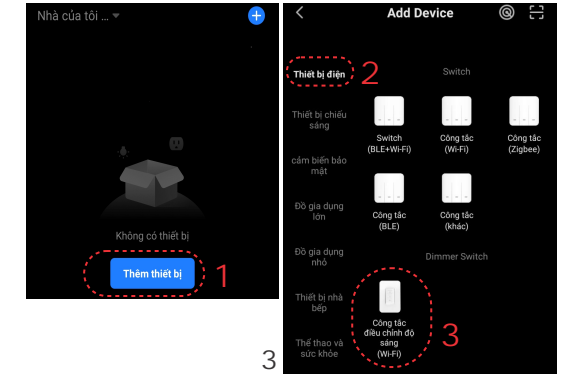 Nhà của tôi ...
Không có thiết bị
Thêm thiết bị
1
3
Add Device
Thiết bị điện
2
Switch
Thiết bị chiếu
sáng
Switch
(BLE+Wi-Fi)
Công tắc
(Wi-Fi)
Công tắc
(Zigbee)
cảm biến bảo
mật
Đồ gia dụng
lớn
Công tắc
(BLE)
Công tắc
(khác)
Đồ gia dụng
nhỏ
Dimmer Switch
Thiết bị nhà
bếp
Công tắc
điều chỉnh độ
sáng
(Wi-Fi)
3
Thể thao và
sức khỏe